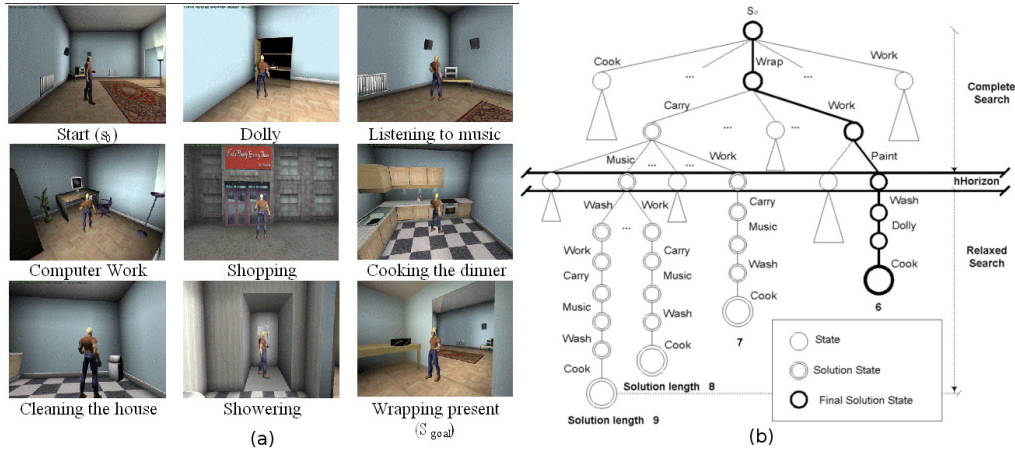 Start (s₀)
Dolly
Listening to music
Computer Work
Shopping
Cooking the dinner
Cleaning the house
Showering
Wrapping present
(S goal)
(a)
S₀
Cook
...
Wrap
...
Work
Carry
...
...
Work
Music
...
...
Work
Paint
hHorizon
Complete
Search
Wash
...
Work
Carry
Wash
Work
Carry
Music
Dolly
Carry
Music
Wash
Cook
Music
Wash
Cook
6
Wash
Cook
7
Cook
Solution length 8
Solution length 9
Relaxed
Search
State
Solution State
Final Solution State
(b)